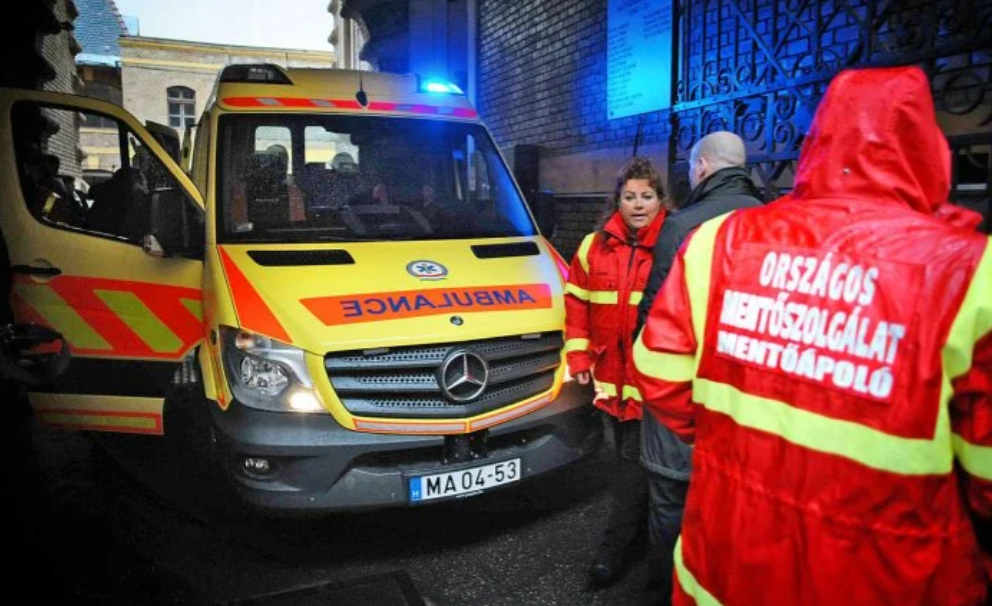 AMBULANCE
H
MA 04-53
ORSZÁGOS
MENTŐSZOLGÁLAT
MENTŐÁPOLÓ